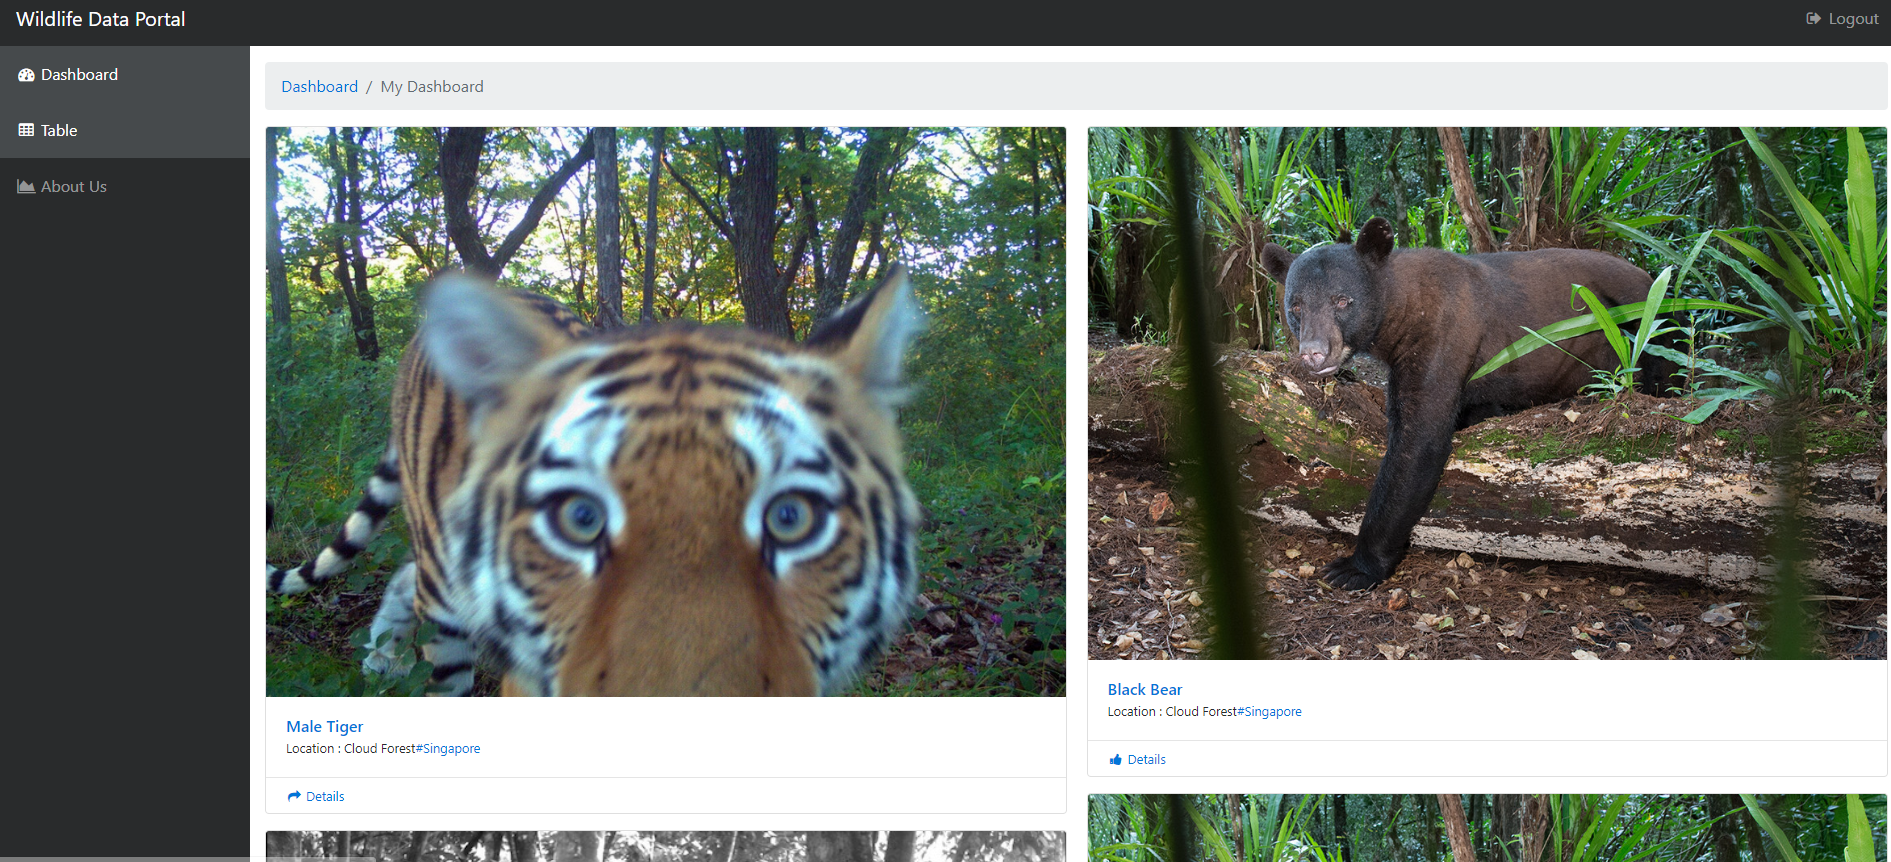 Wildlife Data Portal
Logout
Dashboard
Table
About Us
Dashboard / My Dashboard
Male Tiger
Location : Cloud Forest#Singapore
Details
Black Bear
Location : Cloud Forest#Singapore
Details